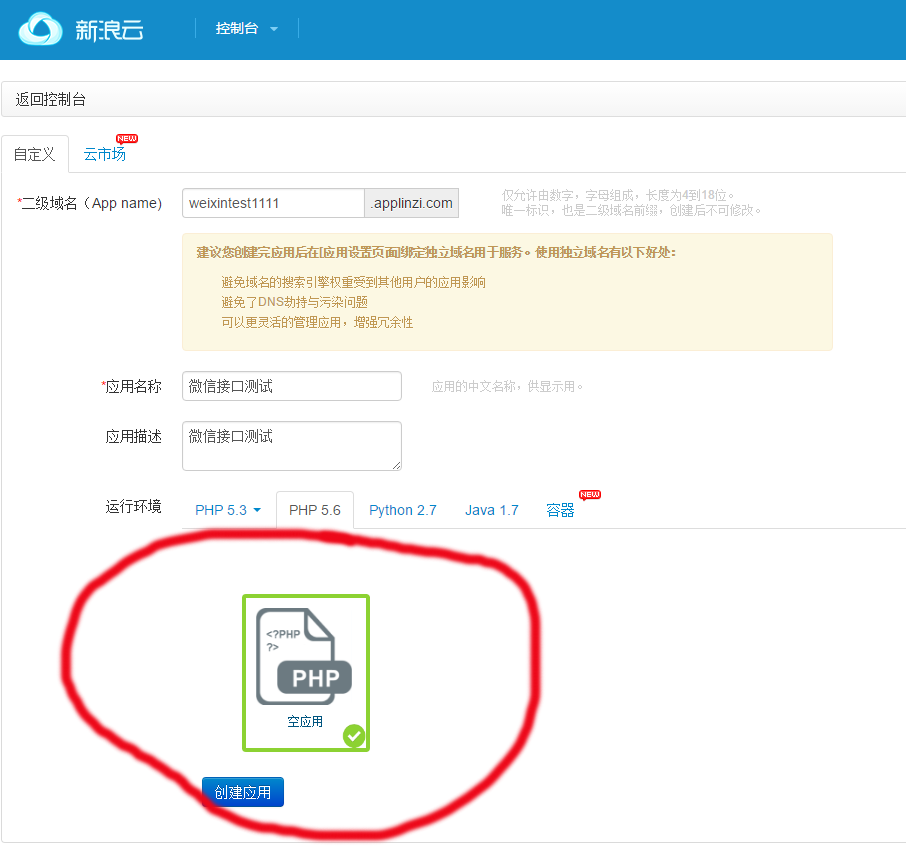 新浪云
控制台
返回控制台
自定义
云市场
NEW
*二级域名（App name)
weixintest1111
.applinzi.com
仅允许由数字，字母组成，长度为4到18位。
唯一标识，也是二级域名前缀，创建后不可修改。
建议您创建完应用后在[应用设置页面]绑定独立域名用于服务。使用独立域名有以下好处：
避免域名的搜索引擎权重受到其他用户的应用影响
避免了DNS劫持与污染问题
可以更灵活的管理应用，增强冗余性
*应用名称
微信接口测试
应用的中文名称，供显示用。
应用描述
微信接口测试
运行环境
PHP 5.3
PHP 5.6
Python 2.7
Java 1.7
容器
NEW
<?PHP
?>
PHP
空应用
创建应用